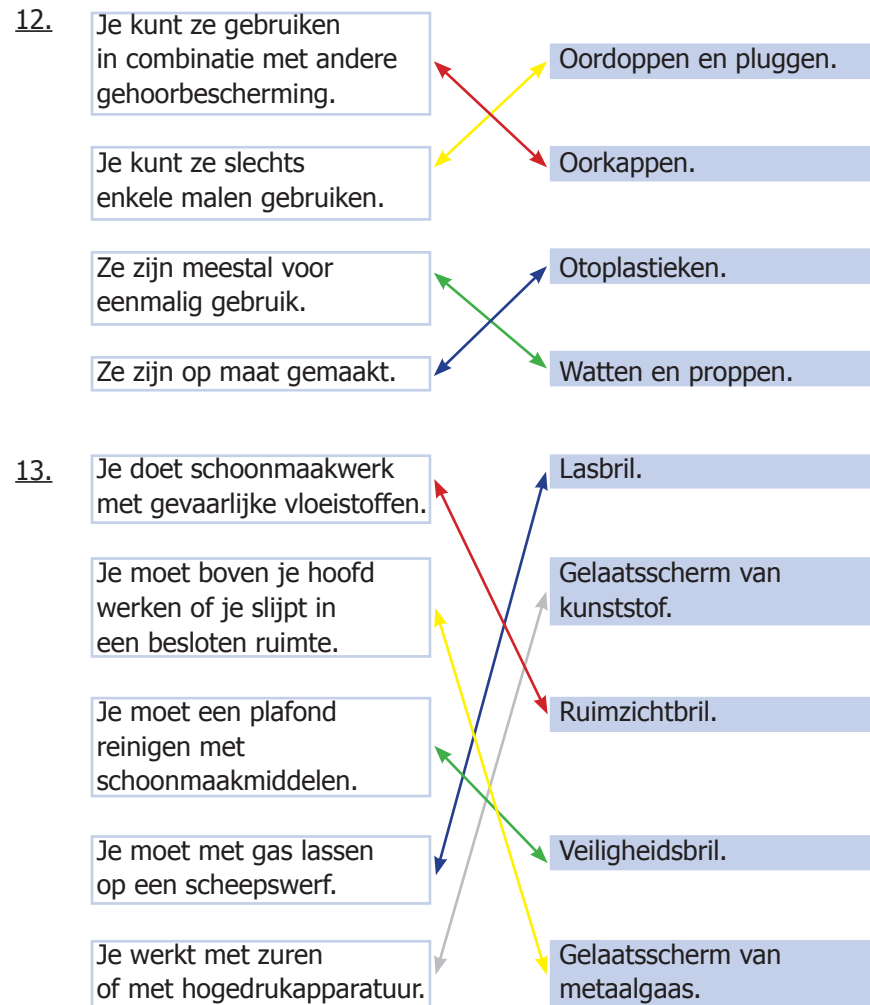 12.
Je kunt ze gebruiken
in combinatie met andere
gehoorbescherming.
Oordoppen en pluggen.
Je kunt ze slechts
enkele malen gebruiken.
Oorkappen.
Ze zijn meestal voor
eenmalig gebruik.
Otoplastieken.
Ze zijn op maat gemaakt.
Watten en proppen.
13.
Je doet schoonmaakwerk
met gevaarlijke vloeistoffen.
Lasbril.
Je moet boven je hoofd
werken of je slijpt in
een besloten ruimte.
Gelaatsscherm van
kunststof.
Je moet een plafond
reinigen met
schoonmaakmiddelen.
Ruimzichtbril.
Je moet met gas lassen
op een scheepswerf.
Veiligheidsbril.
Je werkt met zuren
of met hogedrukapparatuur.
Gelaatsscherm van
metaalgaas.